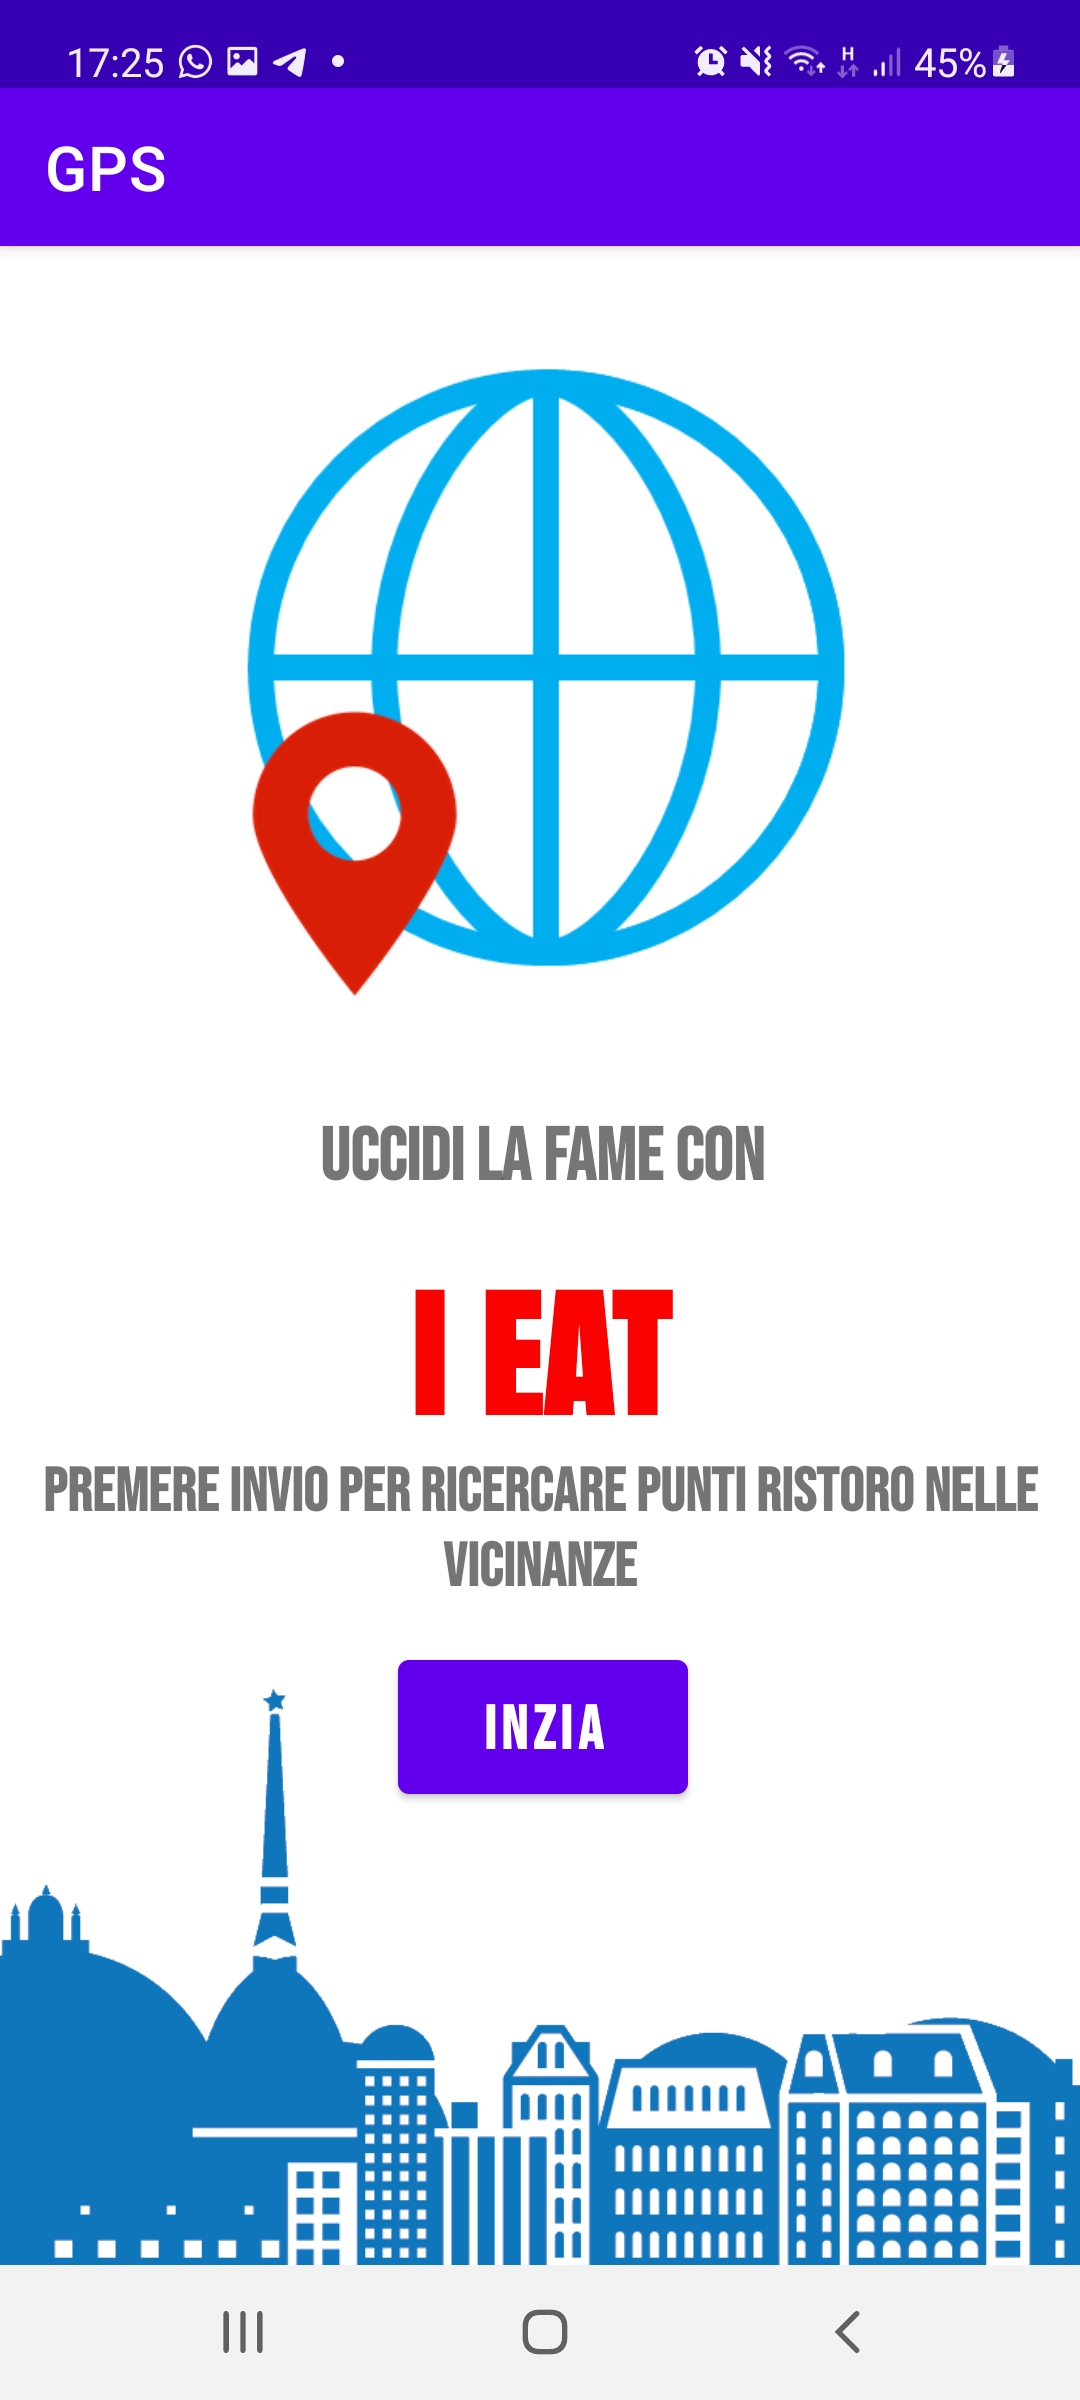 17:25 H 45%
GPS
UCCIDI LA FAME CON
I EAT
PREMERE INVIO PER RICERCARE PUNTI RISTORO NELLE
VICINANZE
INZIA